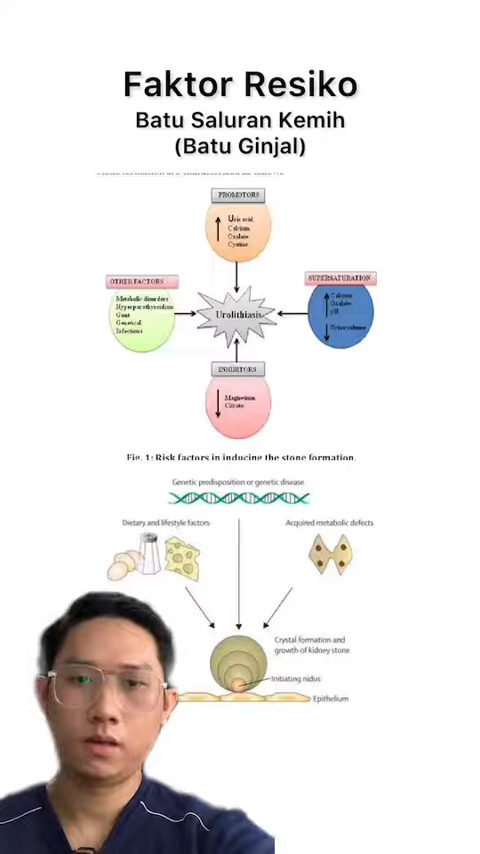 Faktor Resiko
Batu Saluran Kemih
(Batu Ginjal)
PROMOTORS
Uric acid
Calcium
Oxalate
Cystine
OTHER FACTORS
Metabolic disorders
Hyperparathyroidism
Gout
Genetical
Infections
Urolithiasis
SUPERSATURATION
Calcium
Oxalate
pH
Urine volume
INHIBITORS
Magnesium
Citrate
Fig. 1: Risk factors in inducing the stone formation.
Genetic predisposition or genetic disease
Dietary and lifestyle factors
Acquired metabolic defects
Crystal formation and
growth of kidney stone
Initiating nidus
Epithelium